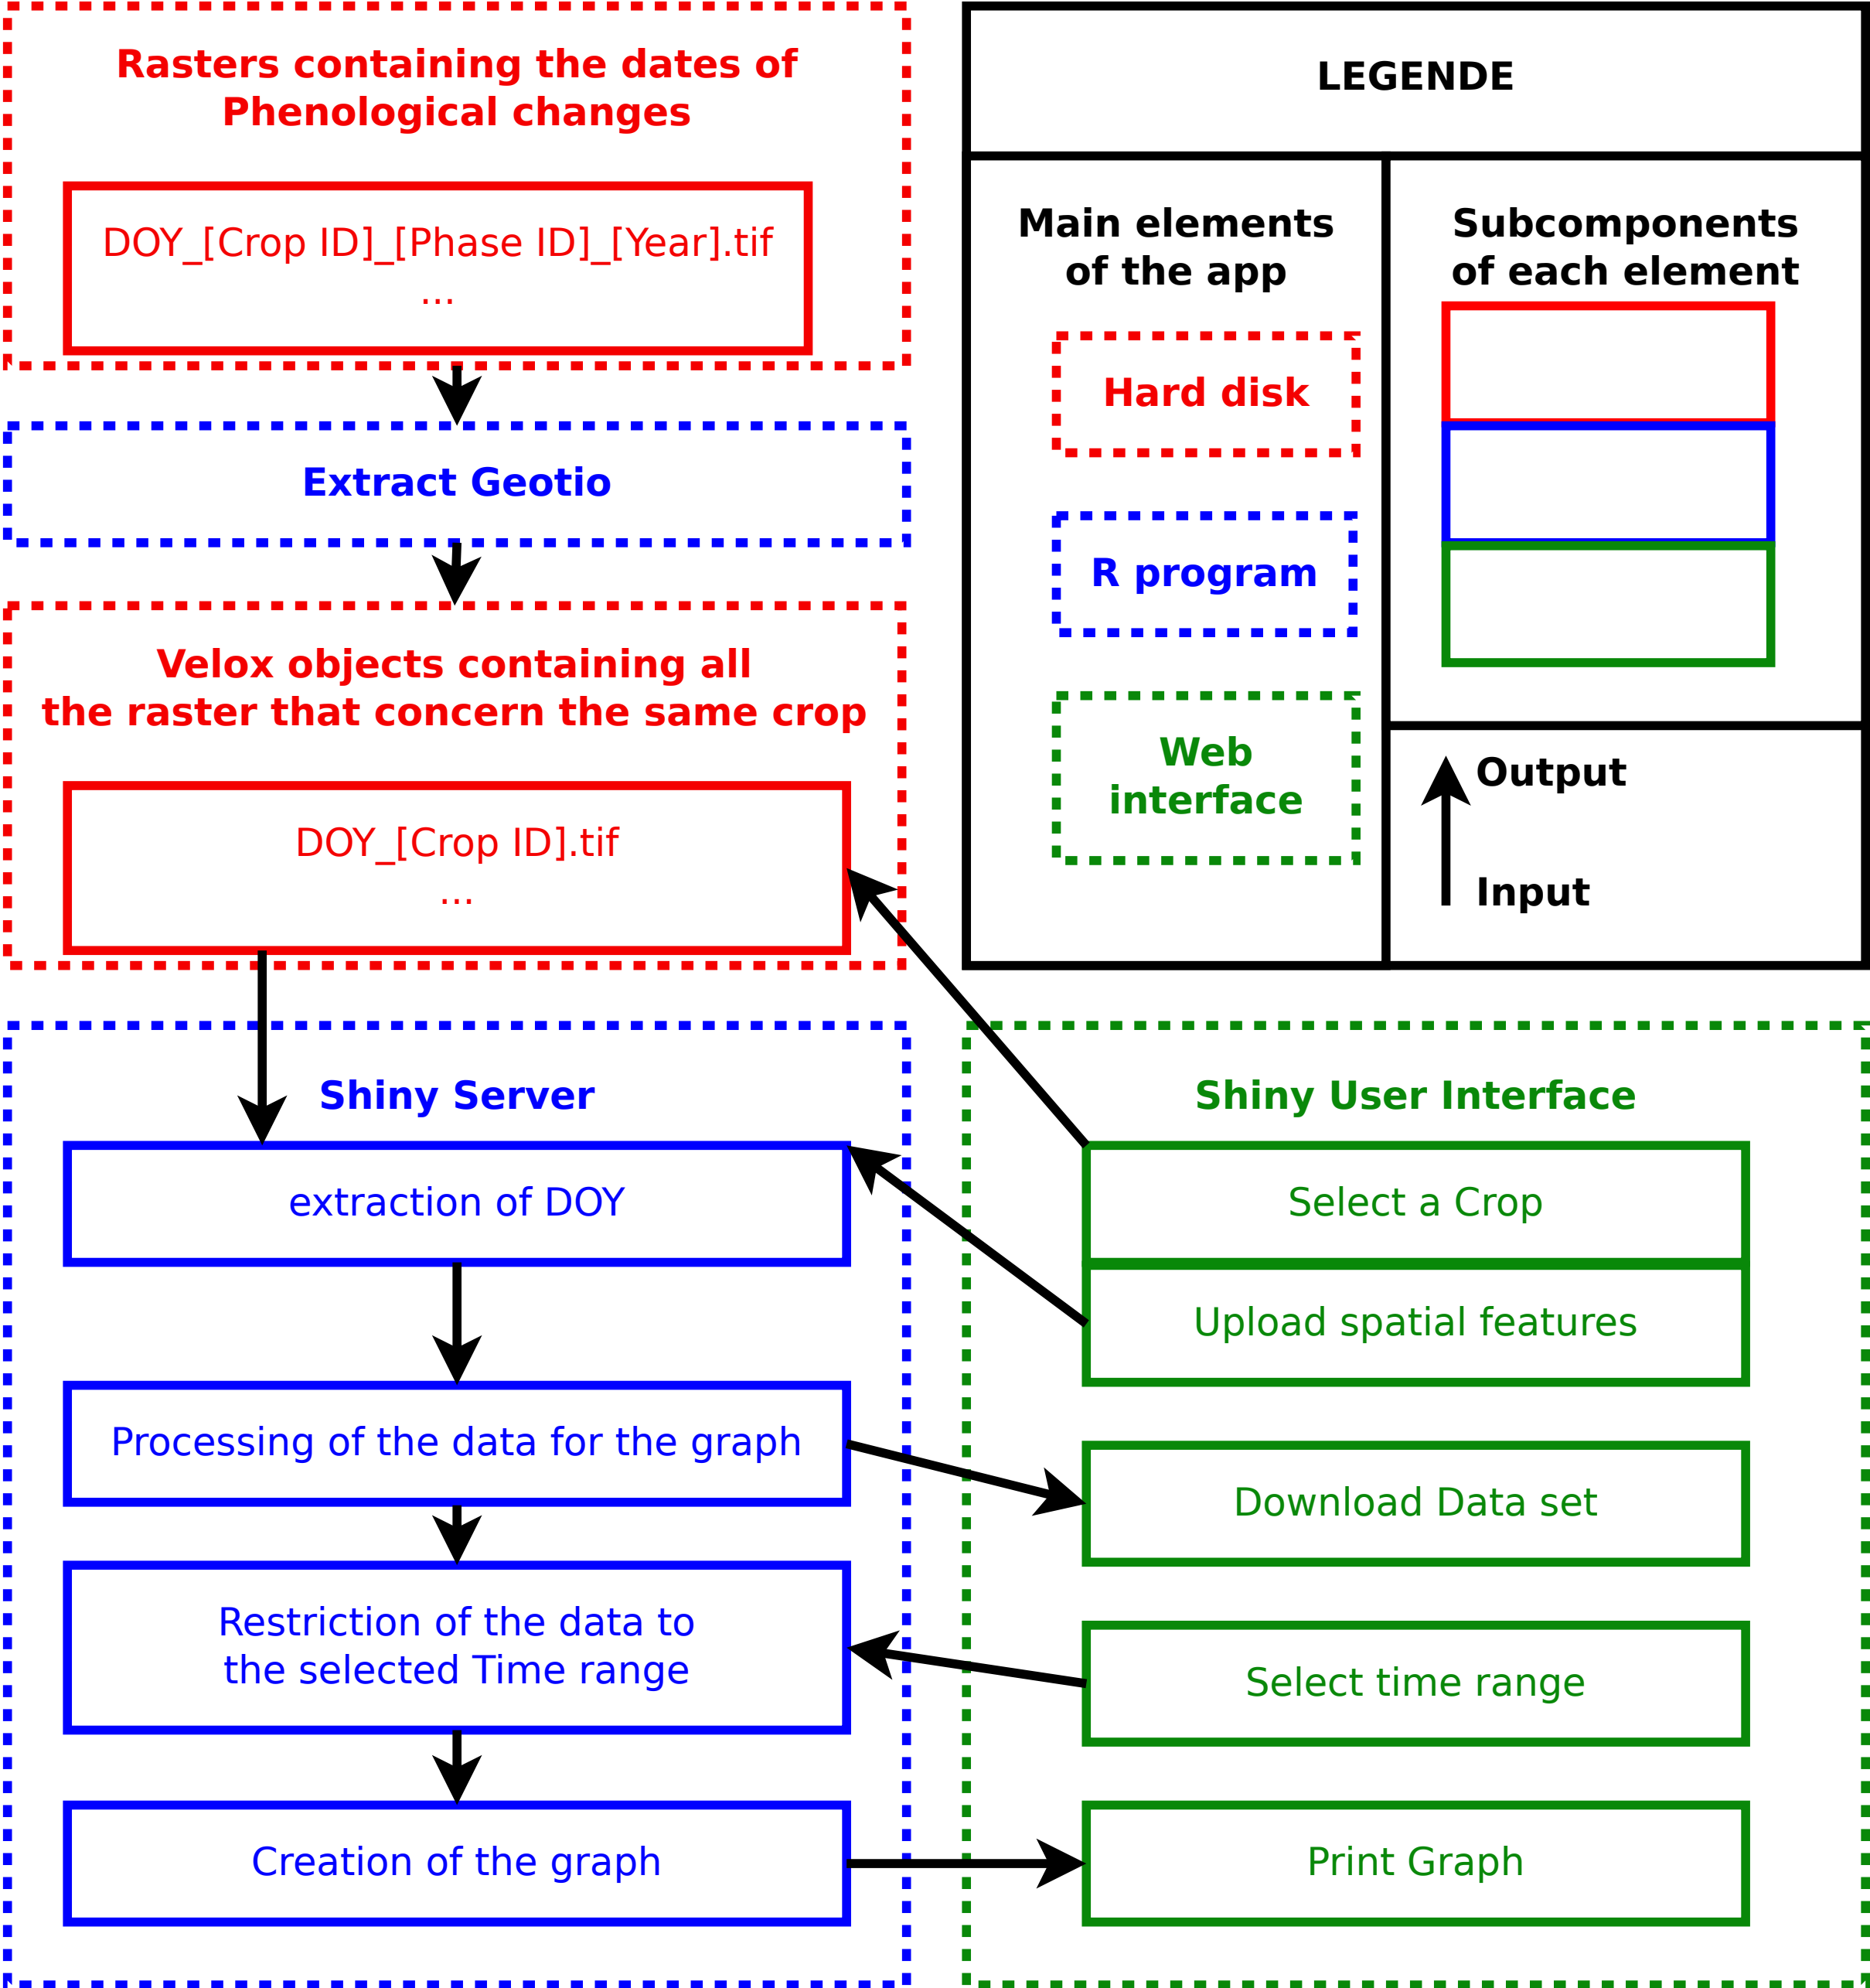 Rasters containing the dates of
Phenological changes
DOY_[Crop ID]_[Phase ID]_[Year].tif
...
Extract Geotio
Velox objects containing all
the raster that concern the same crop
DOY_[Crop ID].tif
...
LEGENDE
Main elements
of the app
Hard disk
R program
Web
interface
Subcomponents
of each element
Output
Input
Shiny Server
extraction of DOY
Processing of the data for the graph
Restriction of the data to
the selected Time range
Creation of the graph
Shiny User Interface
Select a Crop
Upload spatial features
Download Data set
Select time range
Print Graph